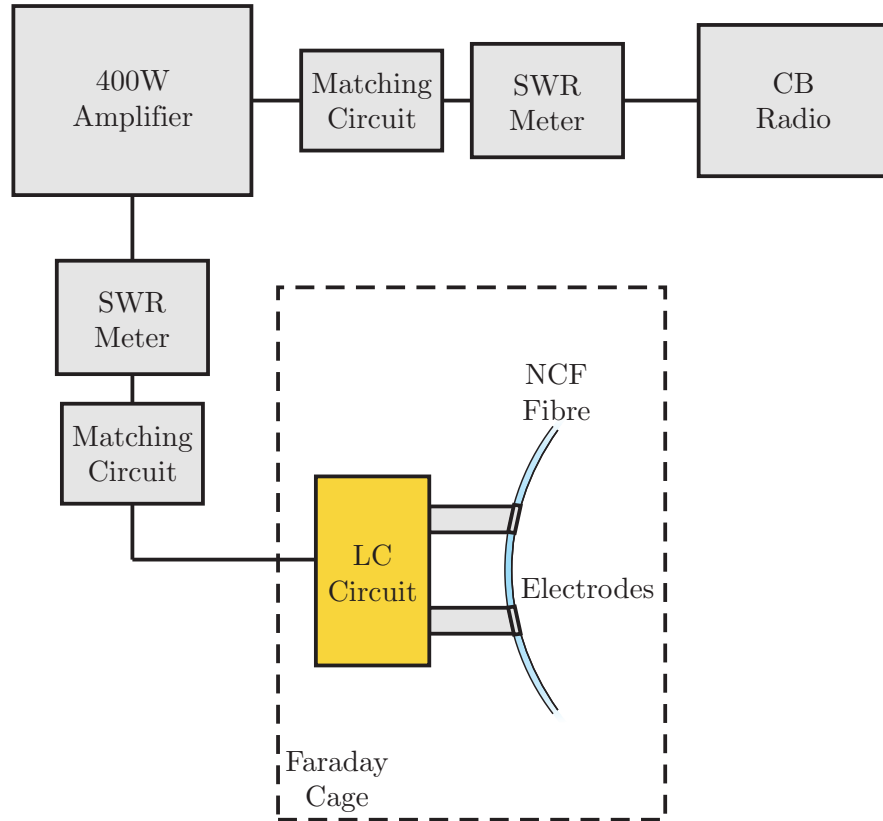 400W
Amplifier
Matching
Circuit
SWR
Meter
CB
Radio
SWR
Meter
Matching
Circuit
NCF
Fibre
LC
Circuit
Electrodes
Faraday
Cage